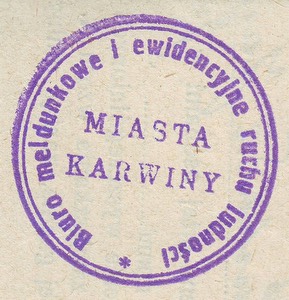 Biuro meldunkowe i ewidencyjne ruchu ludności
MIASTA
KARWINY
*